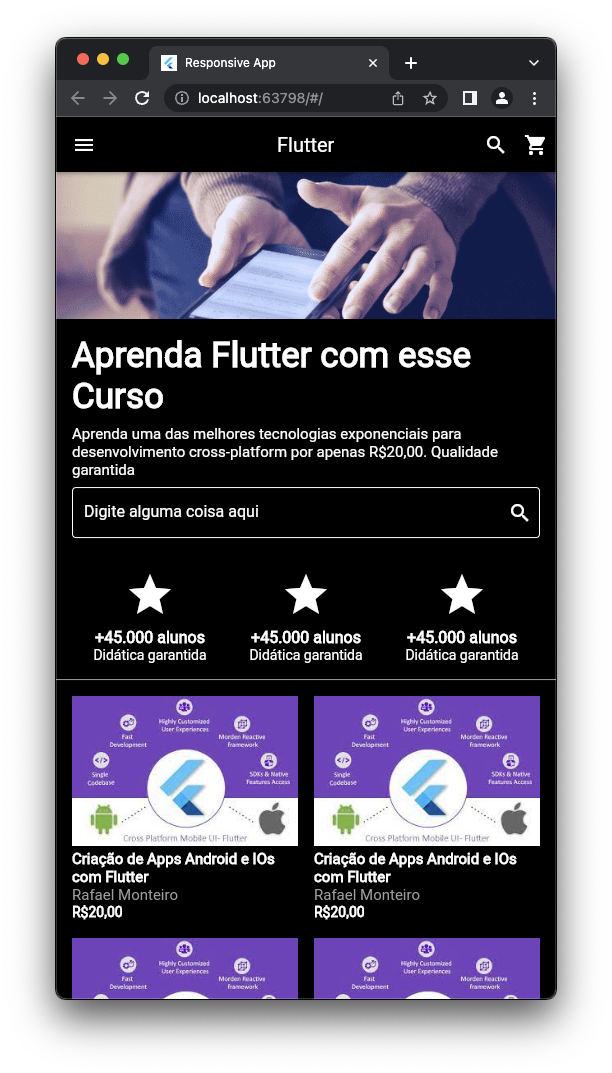 Responsive App
localhost:63798/#/
Flutter
Aprenda Flutter com esse
Curso
Aprenda uma das melhores tecnologias exponenciais para
desenvolvimento cross-platform por apenas R$20,00. Qualidade
garantida
Digite alguma coisa aqui
+45.000 alunos
Didática garantida
+45.000 alunos
Didática garantida
+45.000 alunos
Didática garantida
Highly Customized
User Experiences
Fast
Development
Morden Reactive
framework
Single
Codebase
SDKs & Native
Features Access
Cross Platform Mobile UI- Flutter
Criação de Apps Android e IOs
com Flutter
Rafael Monteiro
R$20,00
Highly Customized
User Experiences
Fast
Development
Morden Reactive
framework
Single
Codebase
SDKs & Native
Features Access
Cross Platform Mobile UI- Flutter
Criação de Apps Android e IOs
com Flutter
Rafael Monteiro
R$20,00
Highly Customized
User Experiences
Fast
Development
Morden Reactive
framework
Highly Customized
User Experiences
Fast
Development
Morden Reactive
framework